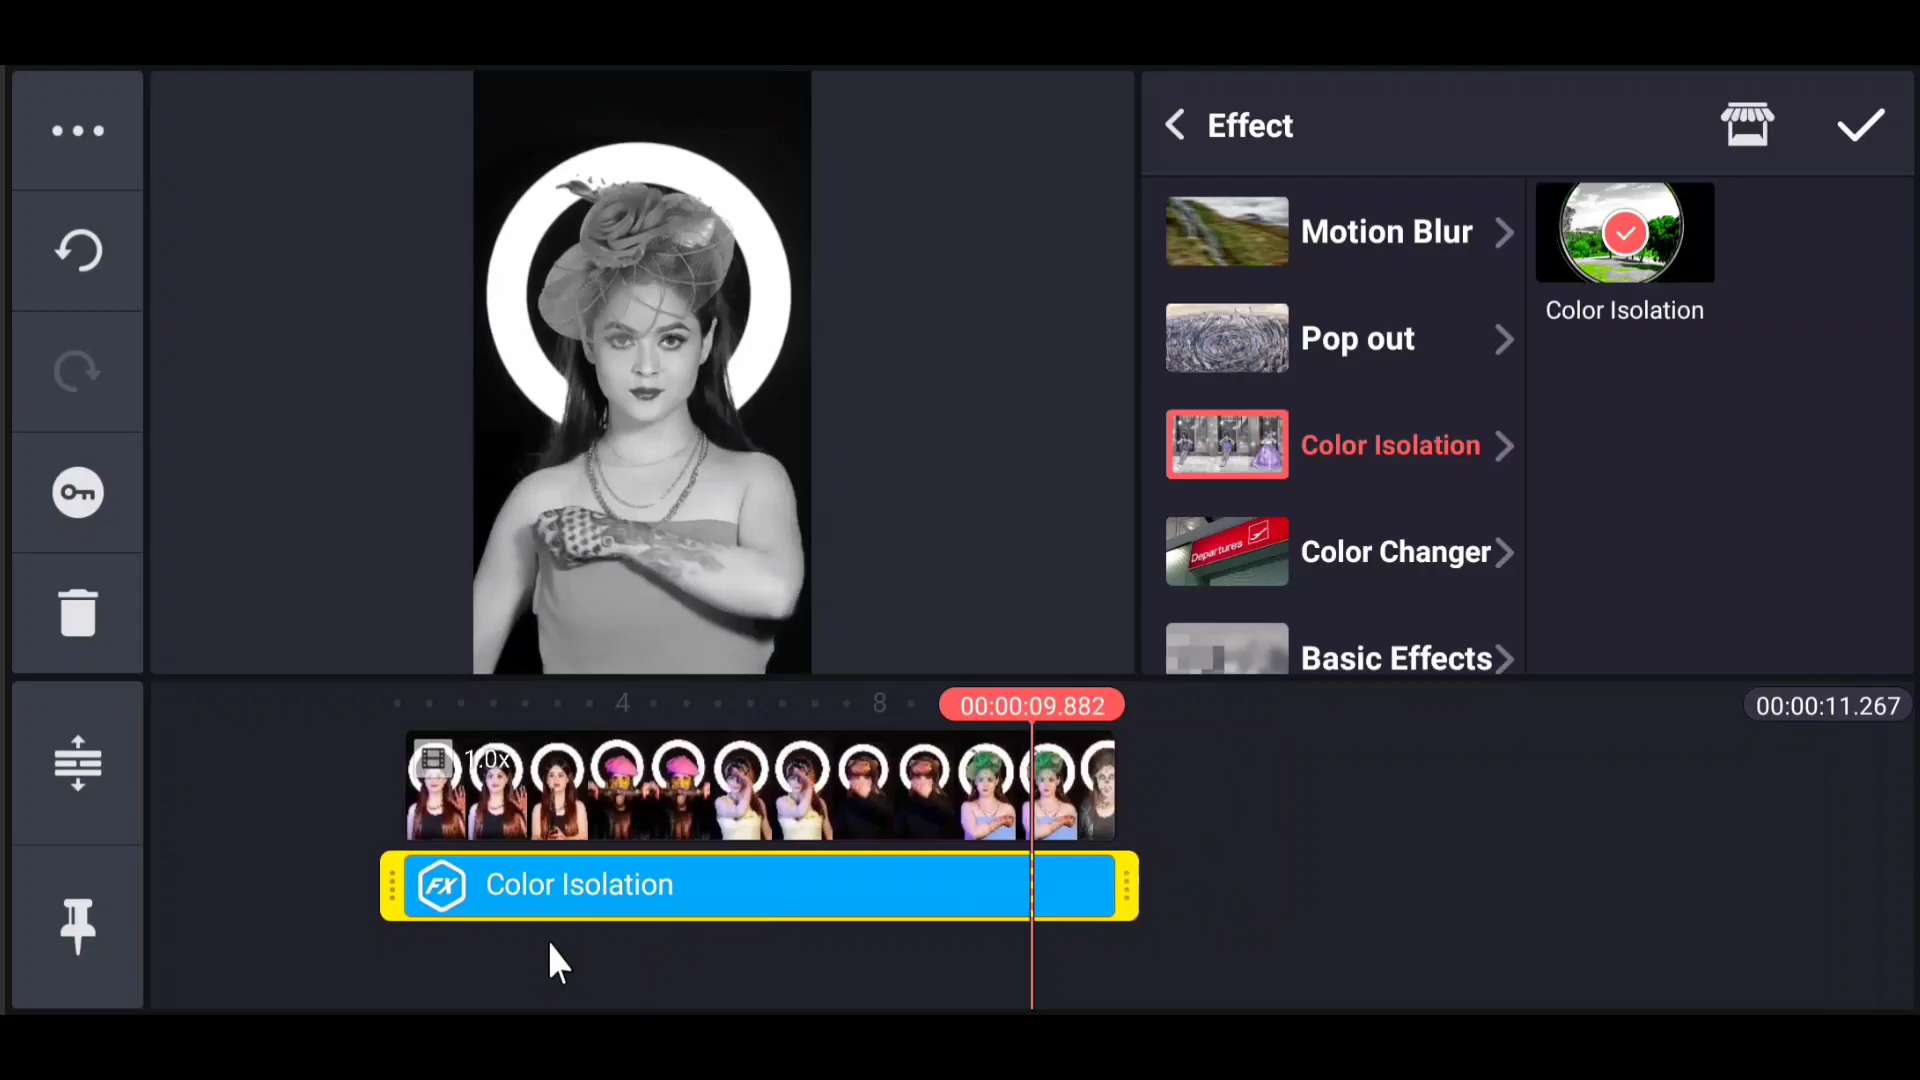 Effect
Motion Blur
Pop out
Color Isolation
Color Changer
Departures
Basic Effects
Color Isolation
4
8
00:00:09.882
00:00:11.267
1.0x
FX
Color Isolation